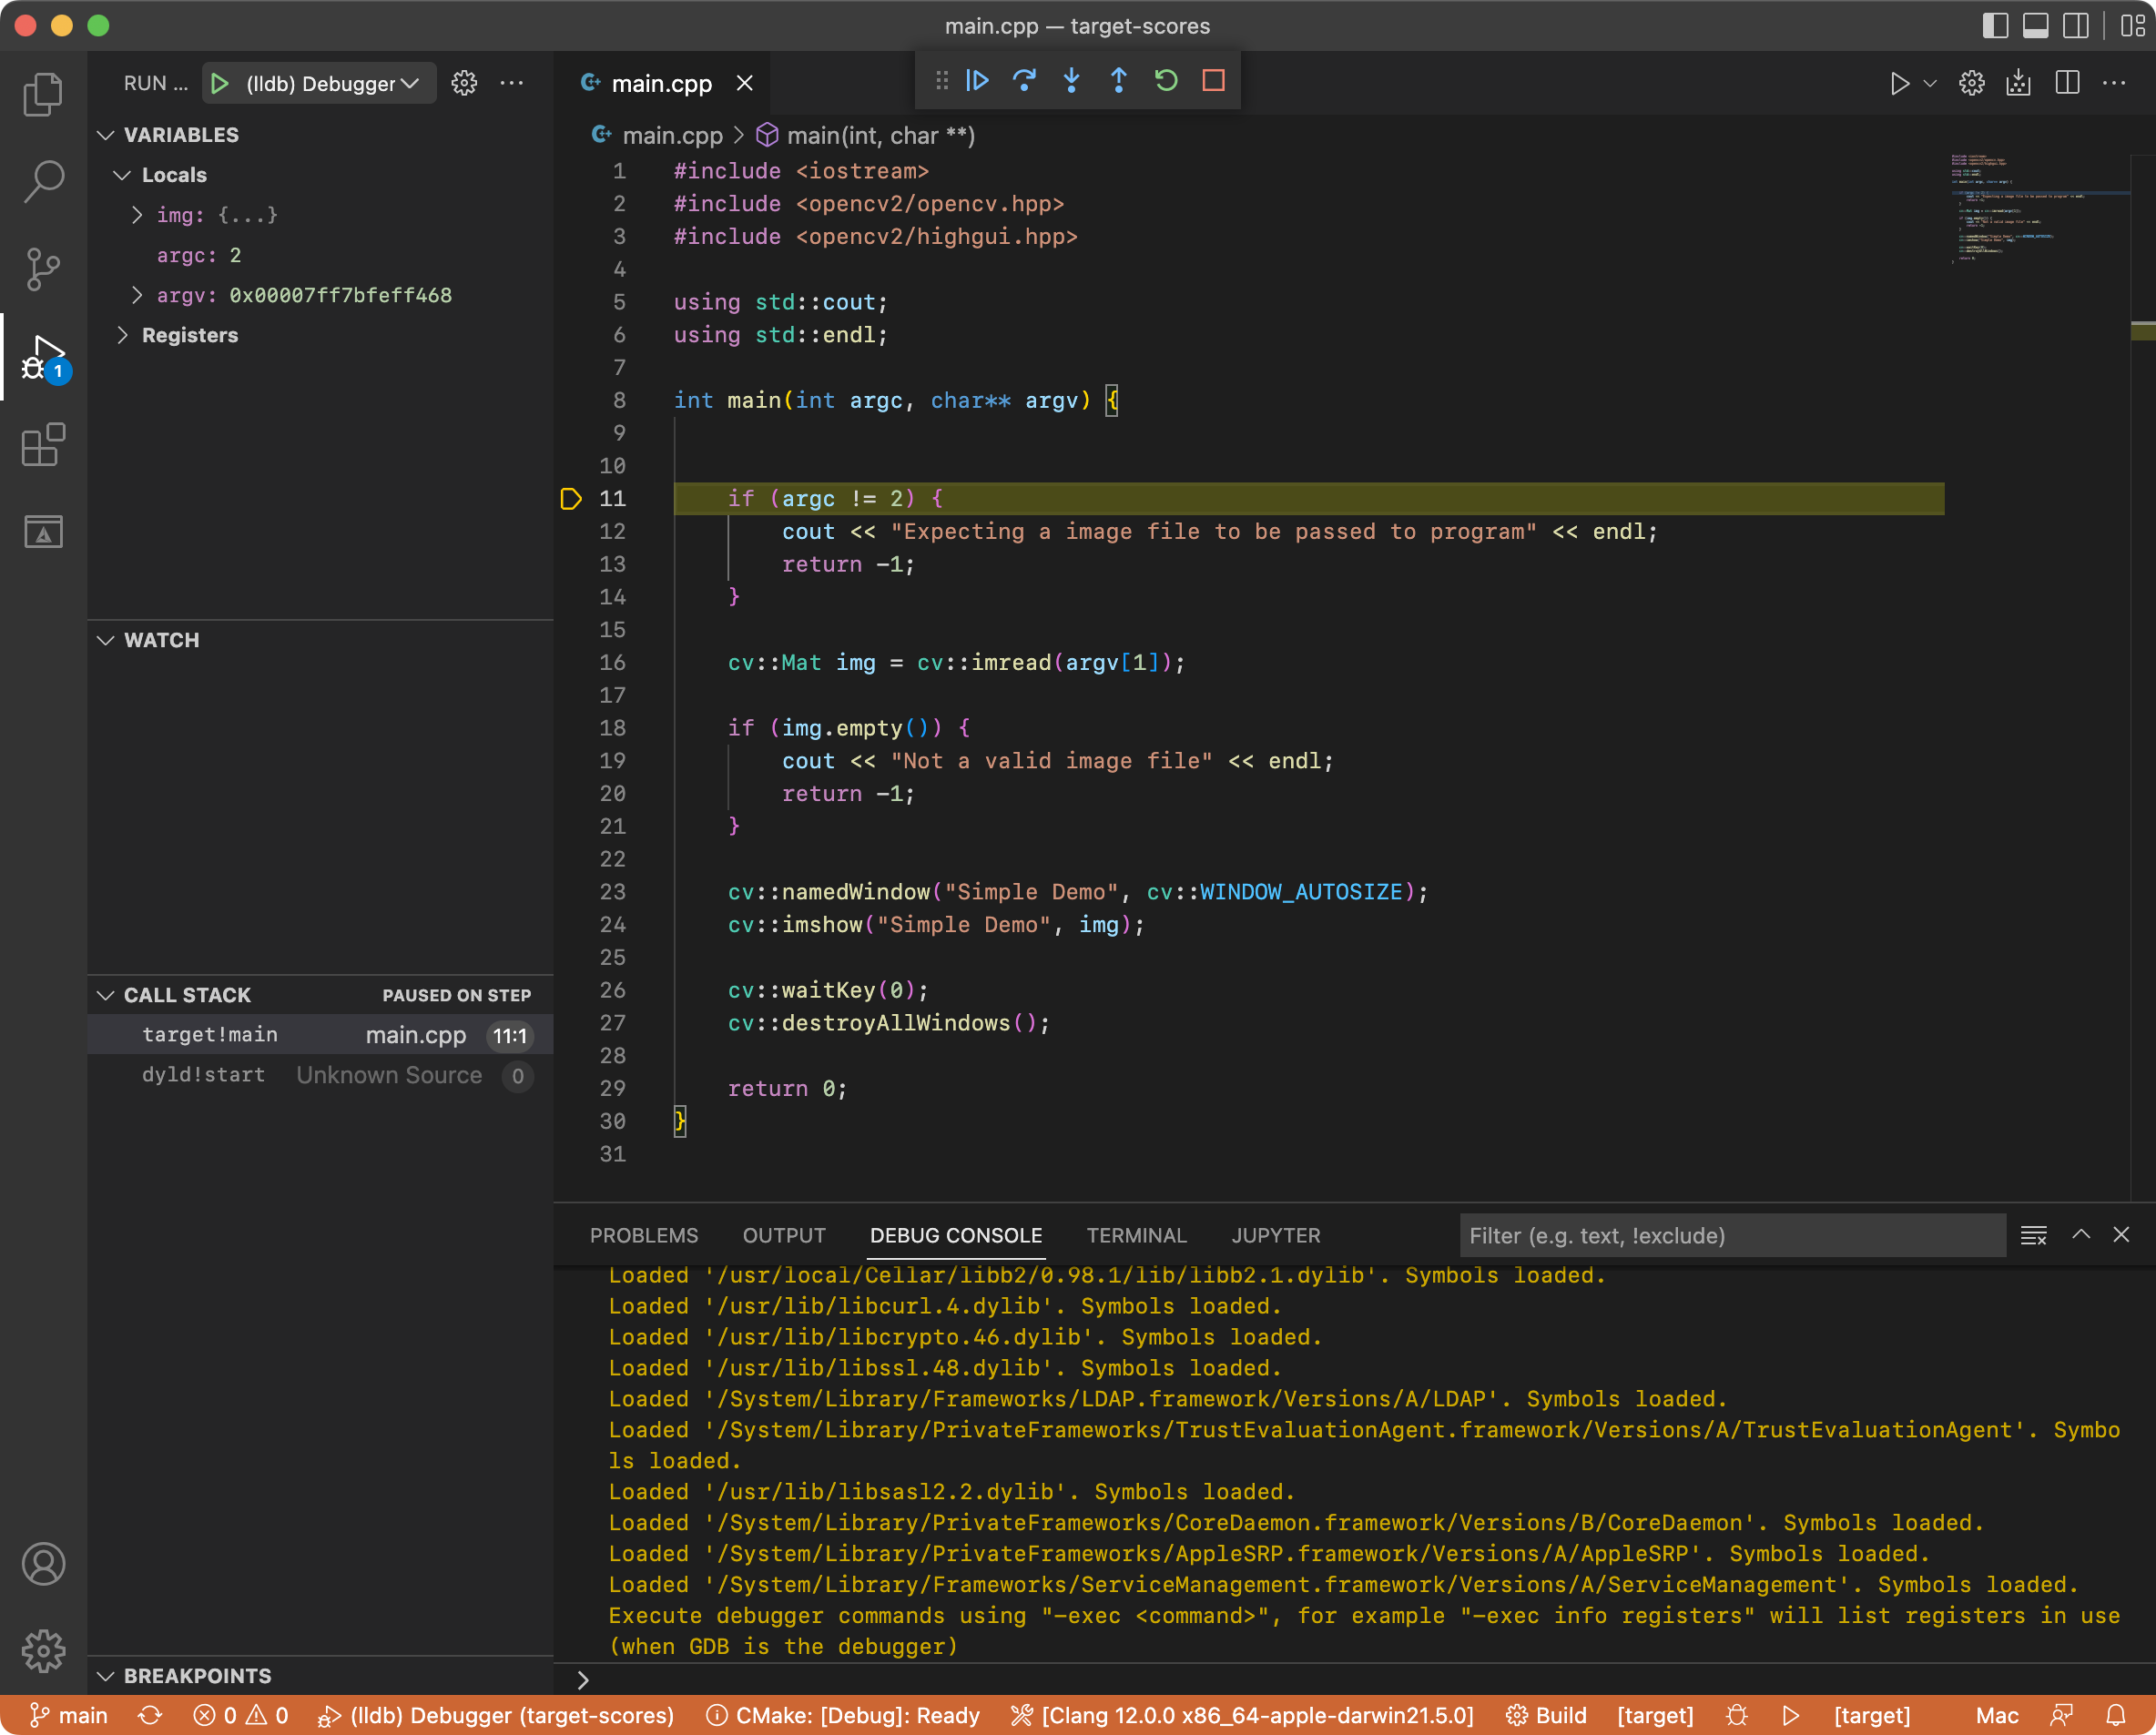 main.cpp — target-scores
RUN ...
(lldb) Debugger
main.cpp
VARIABLES
Locals
img: {...}
argc: 2
argv: 0x00007ff7bfeff468
Registers
WATCH
CALL STACK
PAUSED ON STEP
target!main main.cpp 11:1
dyld!start Unknown Source 0
BREAKPOINTS
1
main.cpp > main(int, char **)
1 #include <iostream>
2 #include <opencv2/opencv.hpp>
3 #include <opencv2/highgui.hpp>
4
5 using std::cout;
6 using std::endl;
7
8 int main(int argc, char** argv) {
9
10
11 if (argc != 2) {
12 cout << "Expecting a image file to be passed to program" << endl;
13 return -1;
14 }
15
16 cv::Mat img = cv::imread(argv[1]);
17
18 if (img.empty()) {
19 cout << "Not a valid image file" << endl;
20 return -1;
21 }
22
23 cv::namedWindow("Simple Demo", cv::WINDOW_AUTOSIZE);
24 cv::imshow("Simple Demo", img);
25
26 cv::waitKey(0);
27 cv::destroyAllWindows();
28
29 return 0;
30 }
31
PROBLEMS OUTPUT DEBUG CONSOLE TERMINAL JUPYTER Filter (e.g. text, !exclude)
Loaded '/usr/local/Cellar/libb2/0.98.1/lib/libb2.1.dylib'. Symbols loaded.
Loaded '/usr/lib/libcurl.4.dylib'. Symbols loaded.
Loaded '/usr/lib/libcrypto.46.dylib'. Symbols loaded.
Loaded '/usr/lib/libssl.48.dylib'. Symbols loaded.
Loaded '/System/Library/Frameworks/LDAP.framework/Versions/A/LDAP'. Symbols loaded.
Loaded '/System/Library/PrivateFrameworks/TrustEvaluationAgent.framework/Versions/A/TrustEvaluationAgent'. Symbo
ls loaded.
Loaded '/usr/lib/libsasl2.2.dylib'. Symbols loaded.
Loaded '/System/Library/PrivateFrameworks/CoreDaemon.framework/Versions/B/CoreDaemon'. Symbols loaded.
Loaded '/System/Library/PrivateFrameworks/AppleSRP.framework/Versions/A/AppleSRP'. Symbols loaded.
Loaded '/System/Library/Frameworks/ServiceManagement.framework/Versions/A/ServiceManagement'. Symbols loaded.
Execute debugger commands using "-exec <command>", for example "-exec info registers" will list registers in use
(when GDB is the debugger)
>
main 0 0 (lldb) Debugger (target-scores) CMake: [Debug]: Ready [Clang 12.0.0 x86_64-apple-darwin21.5.0] Build [target] [target] Mac